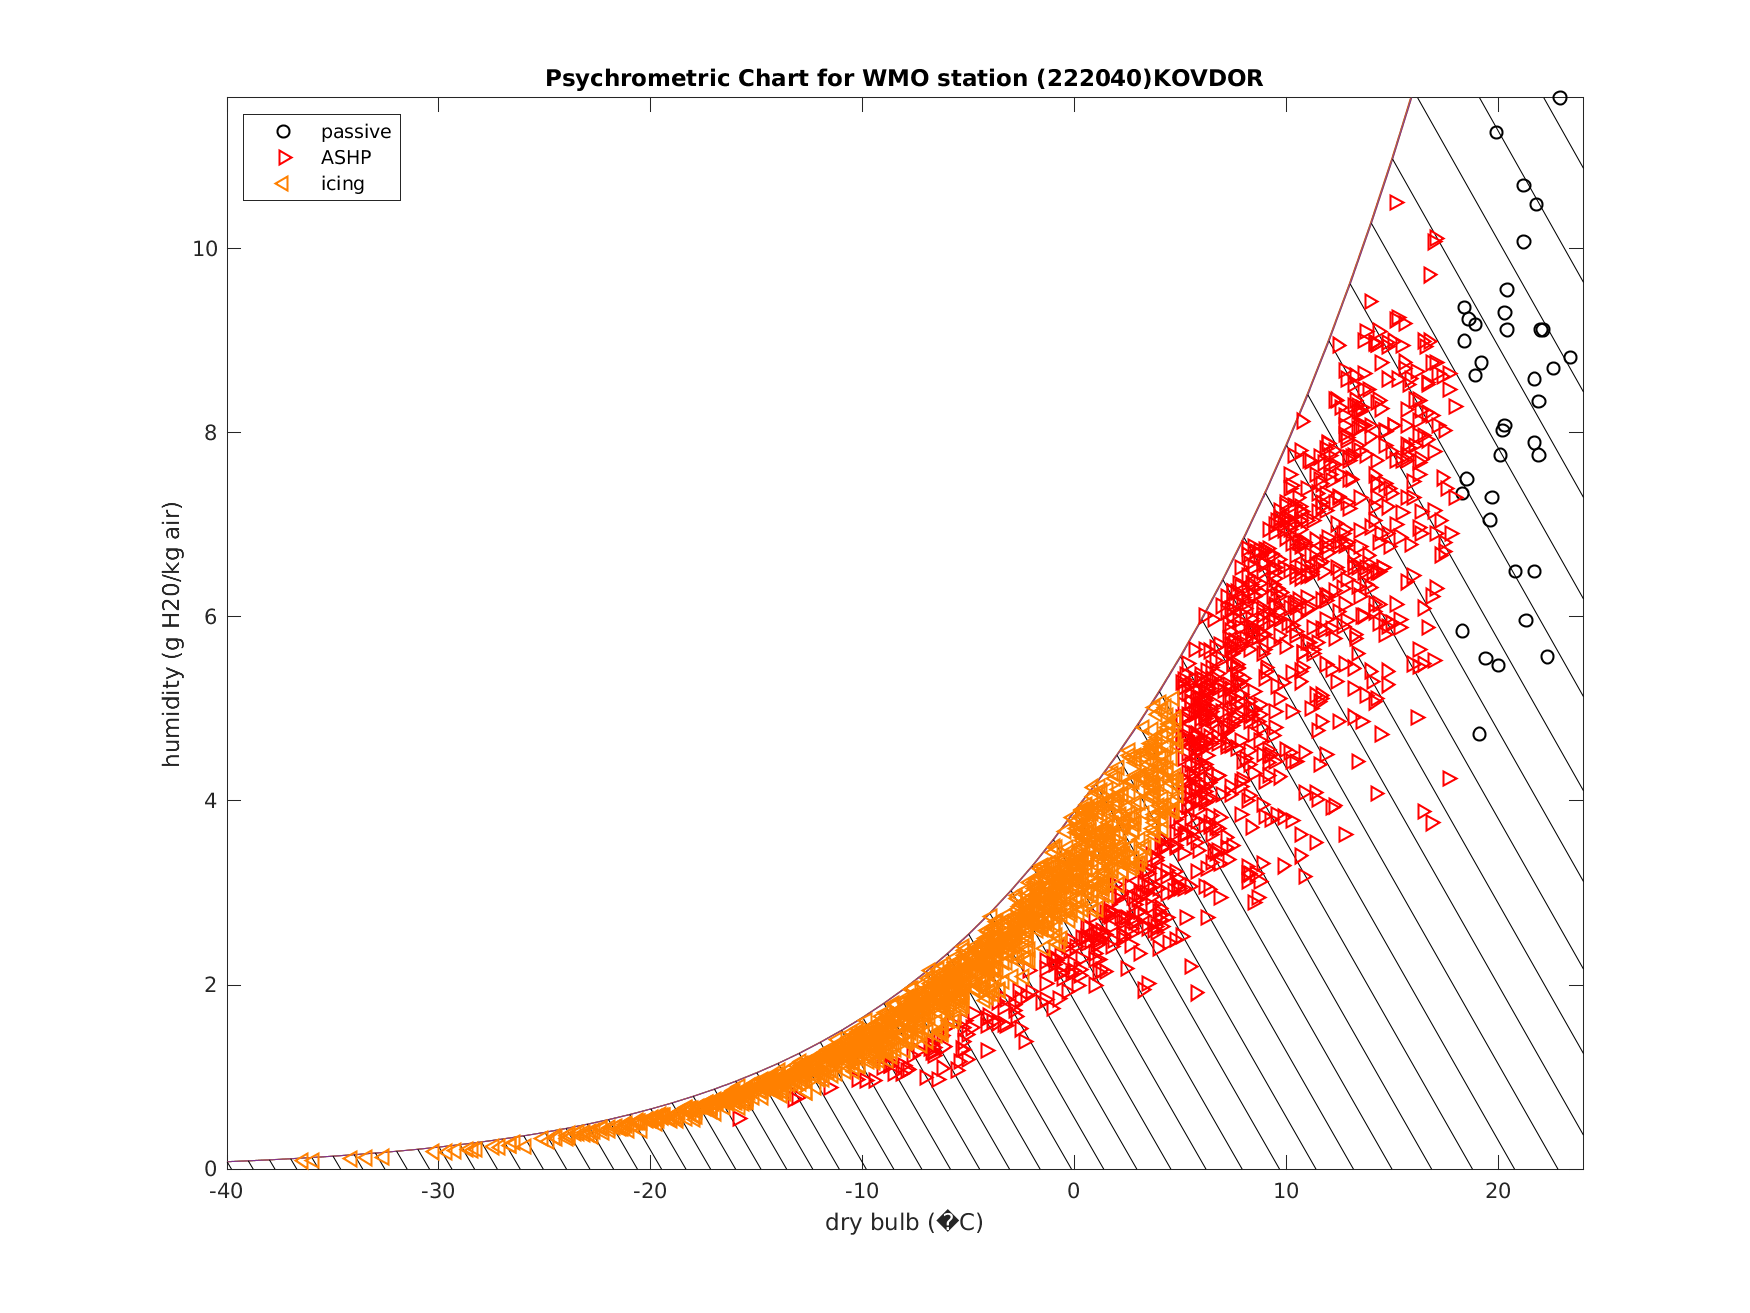 Psychrometric Chart for WMO station (222040)KOVDOR
passive
ASHP
icing
humidity (g H20/kg air)
10
8
6
4
2
0
-40 -30 -20 -10 0 10 20
dry bulb (�C)